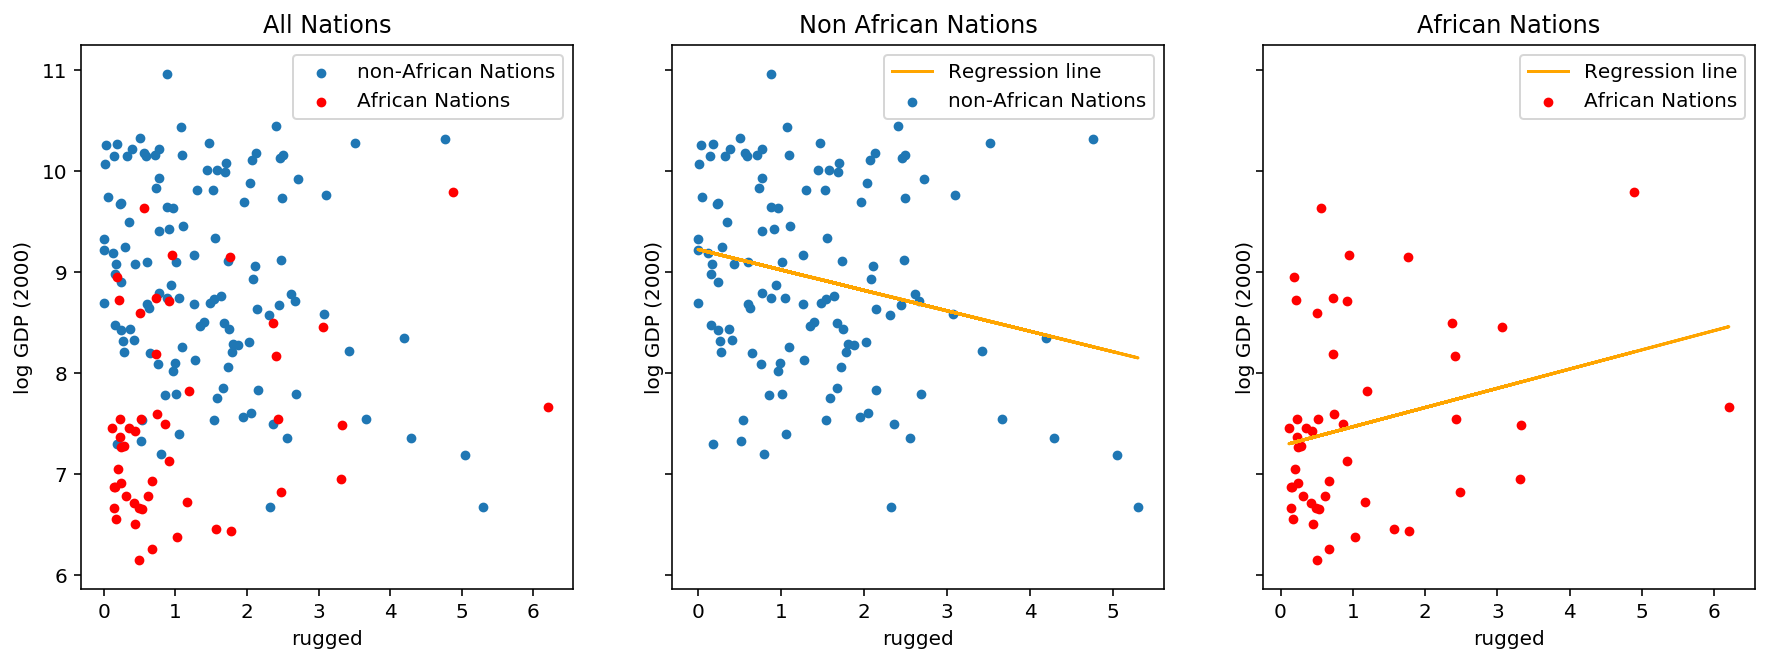 All Nations
non-African Nations
African Nations
11
10
9
8
7
6
log GDP (2000)
0 1 2 3 4 5 6
rugged
Non African Nations
Regression line
non-African Nations
log GDP (2000)
0 1 2 3 4 5
rugged
African Nations
Regression line
African Nations
log GDP (2000)
0 1 2 3 4 5 6
rugged